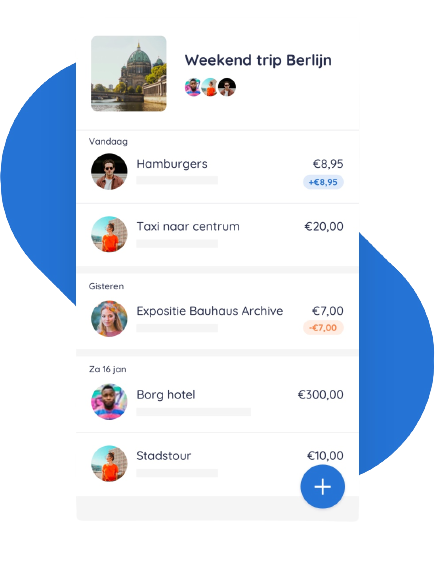 Weekend trip Berlijn
Vandaag
Hamburgers €8,95
+€8,95
Taxi naar centrum €20,00
Gisteren
Expositie Bauhaus Archive €7,00
-€7,00
Za 16 jan
Borg hotel €300,00
Stadstour €10,00